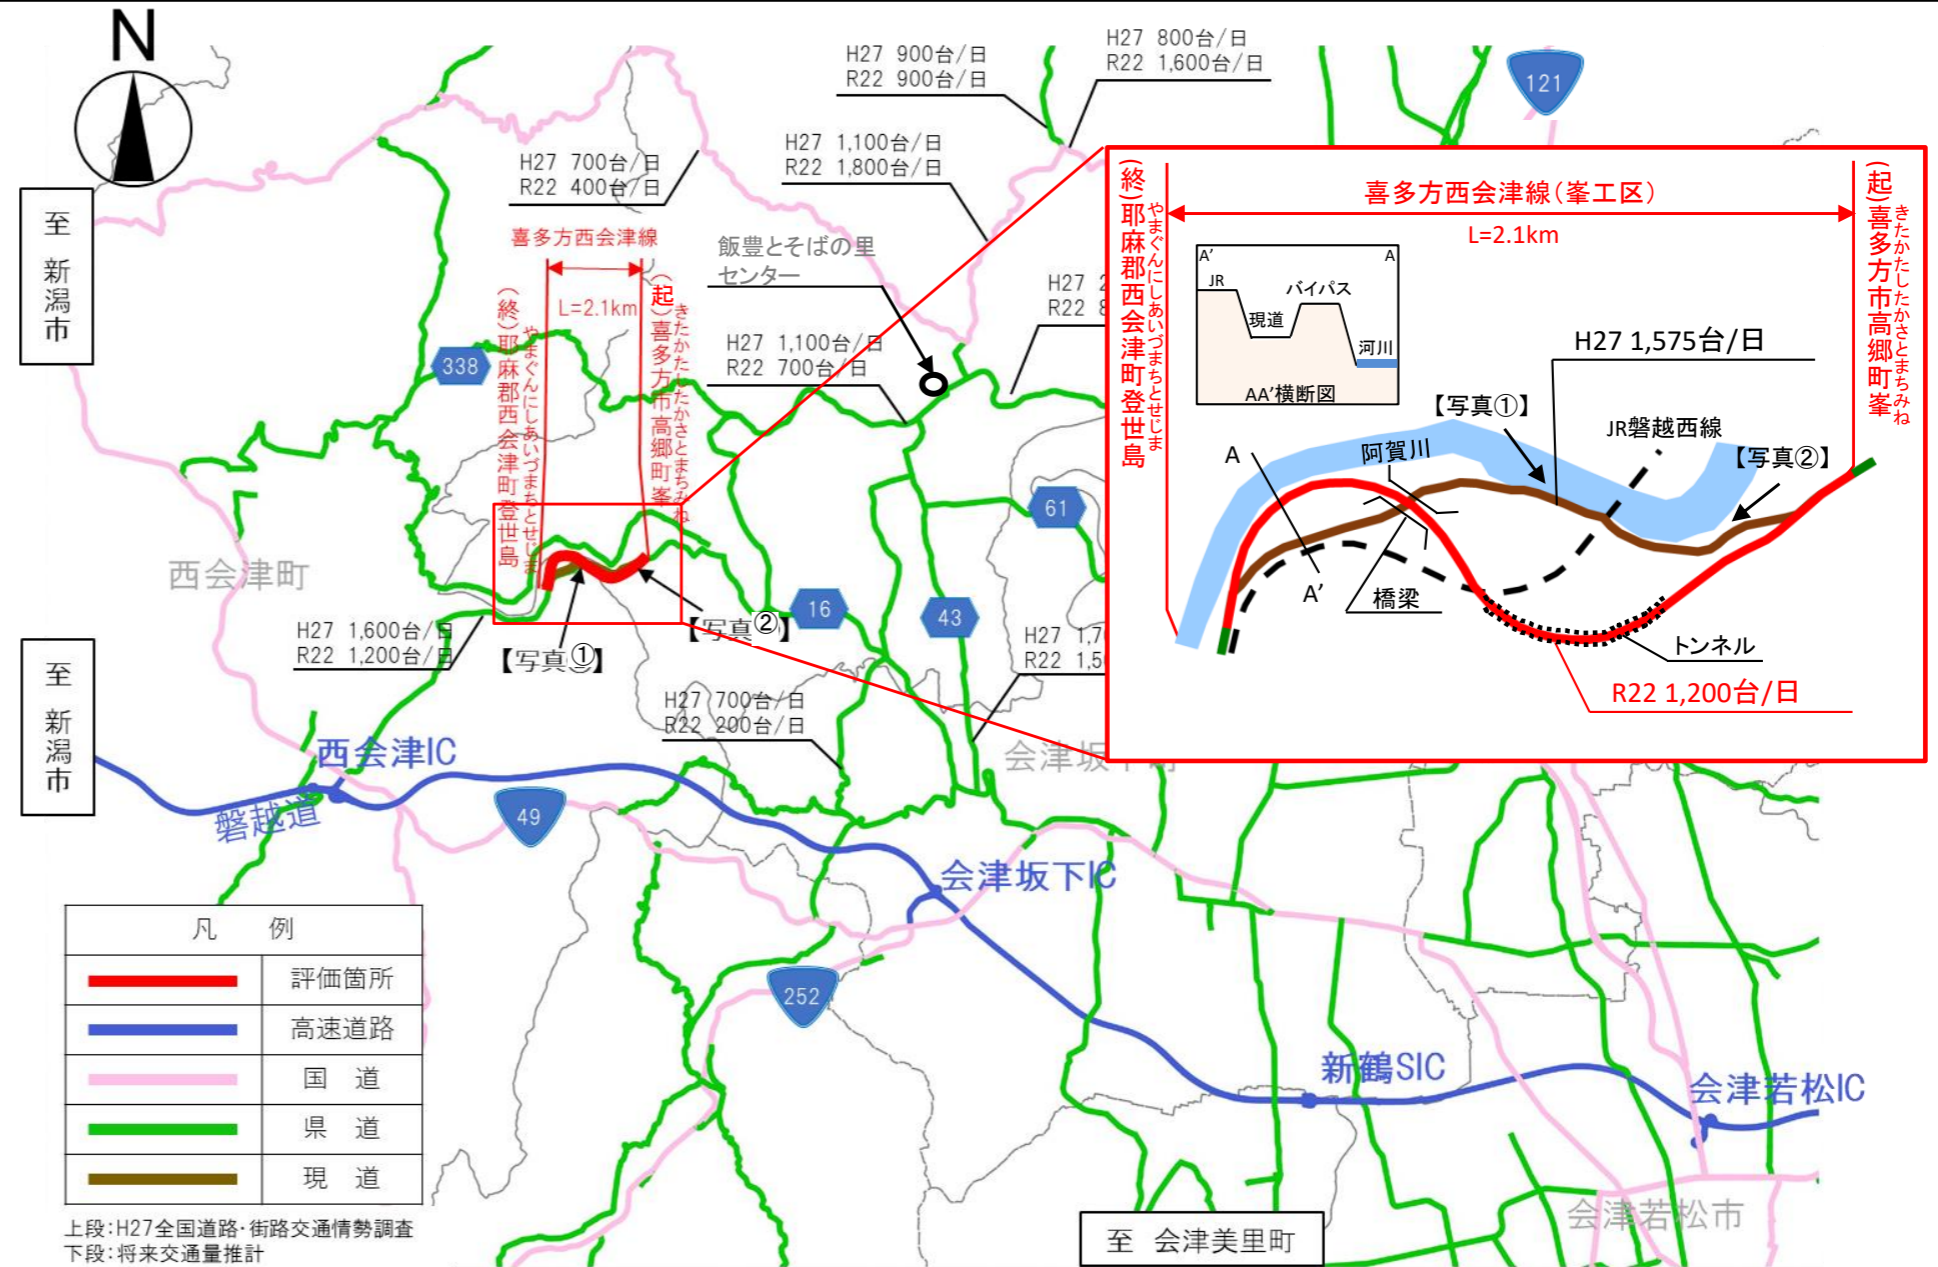 N
H27 900台/日
R22 900台/日
H27 800台/日
R22 1,600台/日
121
H27 1,100台/日
R22 1,800台/日
H27 700台/日
R22 400台/日
至 新潟市
喜多方西会津線
L=2.1km
(終)耶麻郡西会津町登世島
やまぐんにしあいづまちとせじま
(起)喜多方市高郷町峯
きたかたしたかさとまちみね
飯豊とそばの里
センター
H27 2
R22 8
H27 1,100台/日
R22 700台/日
338
61
16
43
西会津町
【写真①】
【写真②】
H27 1,600台/日
R22 1,200台/日
H27 1,7
R22 1,5
H27 700台/日
R22 200台/日
会津坂下町
至 新潟市
西会津IC
磐越道
49
会津坂下IC
252
新鶴SIC
会津若松IC
会津若松市
至 会津美里町
(終)耶麻郡西会津町登世島
やまぐんにしあいづまちとせじま
喜多方西会津線(峯工区)
L=2.1km
(起)喜多方市高郷町峯
きたかたしたかさとまちみね
A'
A
JR
バイパス
現道
河川
AA'横断図
H27 1,575台/日
【写真①】
JR磐越西線
【写真②】
阿賀川
A
A'
橋梁
トンネル
R22 1,200台/日
凡 例
評価箇所
高速道路
国 道
県 道
現 道
上段:H27全国道路・街路交通情勢調査
下段:将来交通量推計